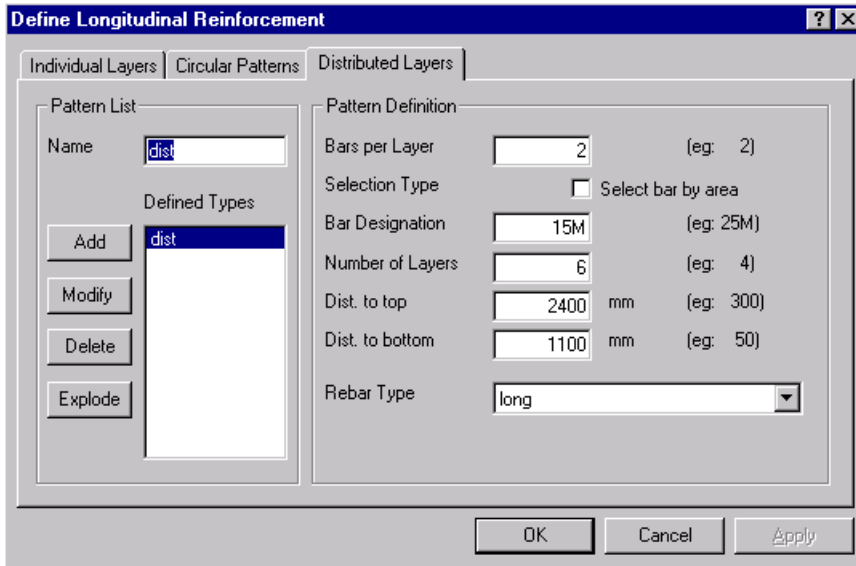 Define Longitudinal Reinforcement
Individual Layers Circular Patterns Distributed Layers
Pattern List
Name dist
Defined Types
dist
Add
Modify
Delete
Explode
Pattern Definition
Bars per Layer 2 (eg: 2)
Selection Type Select bar by area
Bar Designation 15M (eg: 25M)
Number of Layers 6 (eg: 4)
Dist. to top 2400 mm (eg: 300)
Dist. to bottom 1100 mm (eg: 50)
Rebar Type long
OK Cancel Apply